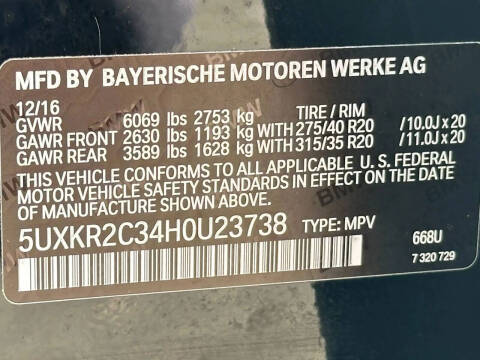 MFD BY BAYERISCHE MOTOREN WERKE AG
12/16 TIRE / RIM
GVWR 6069 lbs 2753 kg
GAWR FRONT 2630 lbs 1193 kg WITH 275/40 R20 /10.0J x 20
GAWR REAR 3589 lbs 1628 kg WITH 315/35 R20 /11.0J x 20
THIS VEHICLE CONFORMS TO ALL APPLICABLE U. S. FEDERAL
MOTOR VEHICLE SAFETY STANDARDS IN EFFECT ON THE DATE
OF MANUFACTURE SHOWN ABOVE.
5UXKR2C34H0U23738 TYPE: MPV
668U
7 320 729